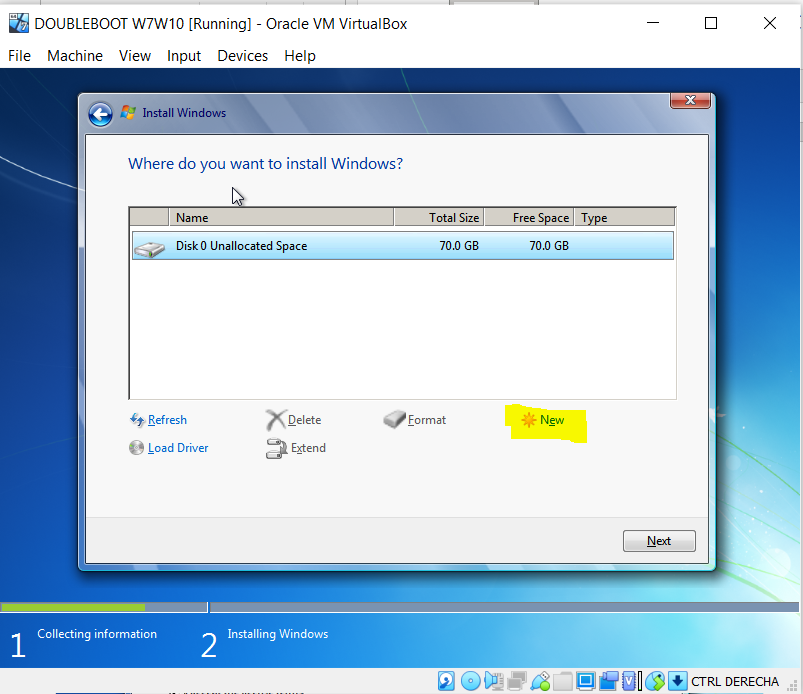 DOUBLEBOOT W7W10 [Running] - Oracle VM VirtualBox
File Machine View Input Devices Help
Install Windows
Where do you want to install Windows?
Name Total Size Free Space Type
Disk 0 Unallocated Space 70.0 GB 70.0 GB
Refresh Delete Format New
Load Driver Extend
Next
1 Collecting information 2 Installing Windows
CTRL DERECHA